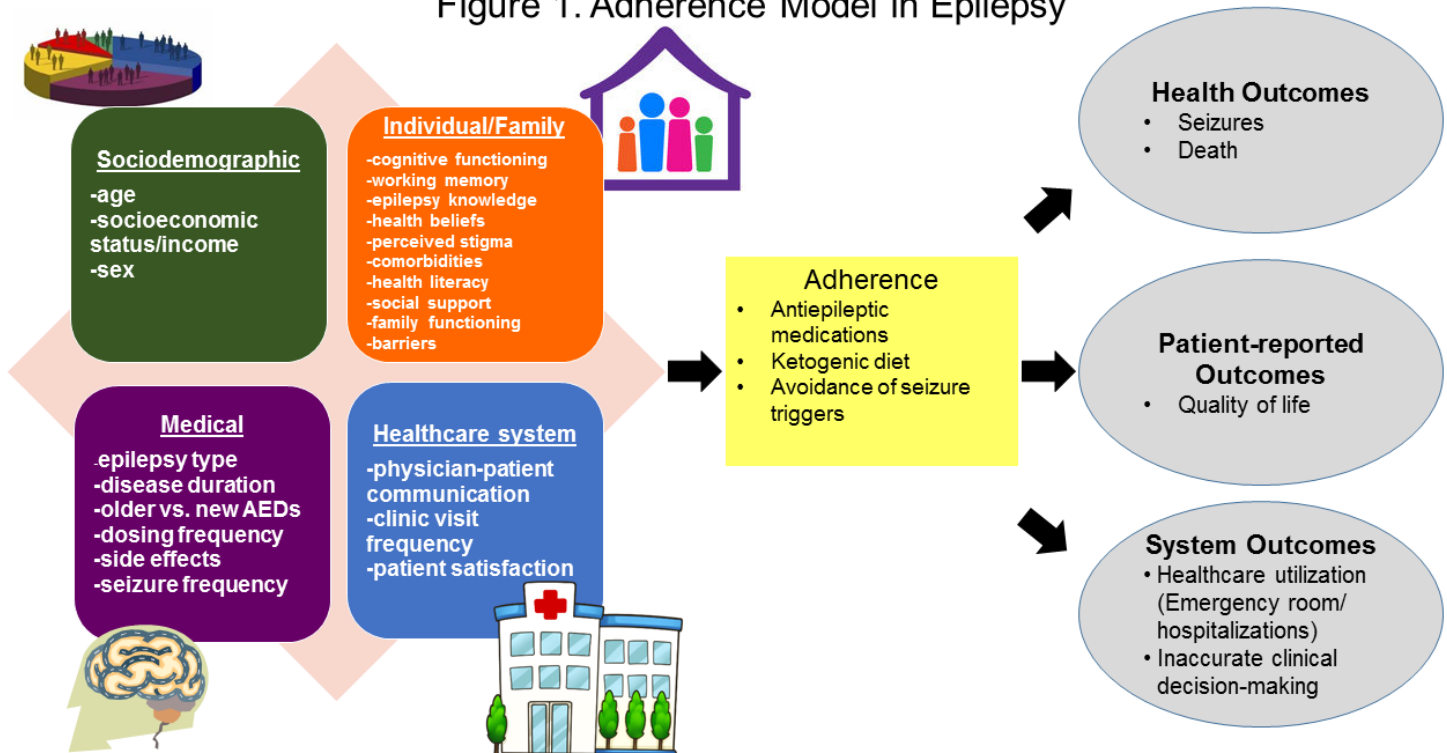 Figure 1. Adherence Model in Epilepsy
Sociodemographic
-age
-socioeconomic
status/income
-sex
Individual/Family
-cognitive functioning
-working memory
-epilepsy knowledge
-health beliefs
-perceived stigma
-comorbidities
-health literacy
-social support
-family functioning
-barriers
Medical
-epilepsy type
-disease duration
-older vs. new AEDs
-dosing frequency
-side effects
-seizure frequency
Healthcare system
-physician-patient
communication
-clinic visit
frequency
-patient satisfaction
Adherence
• Antiepileptic
medications
• Ketogenic diet
• Avoidance of seizure
triggers
Health Outcomes
• Seizures
• Death
Patient-reported
Outcomes
• Quality of life
System Outcomes
• Healthcare utilization
(Emergency room/
hospitalizations)
• Inaccurate clinical
decision-making